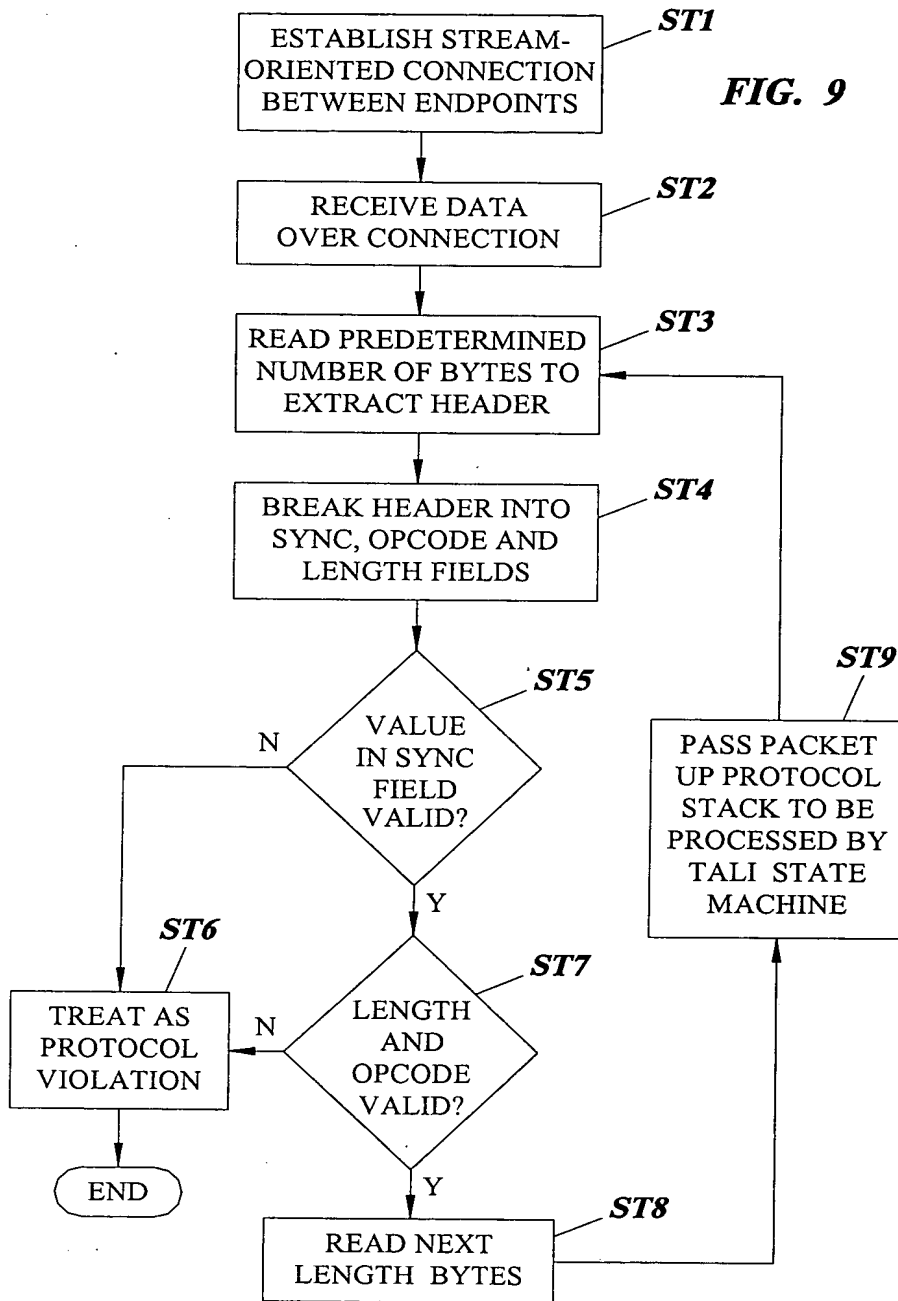 ESTABLISH STREAM-
ORIENTED CONNECTION
BETWEEN ENDPOINTS
ST1
FIG. 9
RECEIVE DATA
OVER CONNECTION
ST2
READ PREDETERMINED
NUMBER OF BYTES TO
EXTRACT HEADER
ST3
BREAK HEADER INTO
SYNC, OPCODE AND
LENGTH FIELDS
ST4
VALUE
IN SYNC
FIELD
VALID?
ST5
N
Y
TREAT AS
PROTOCOL
VIOLATION
ST6
END
LENGTH
AND
OPCODE
VALID?
ST7
N
Y
READ NEXT
LENGTH BYTES
ST8
PASS PACKET
UP PROTOCOL
STACK TO BE
PROCESSED BY
TALI STATE
MACHINE
ST9